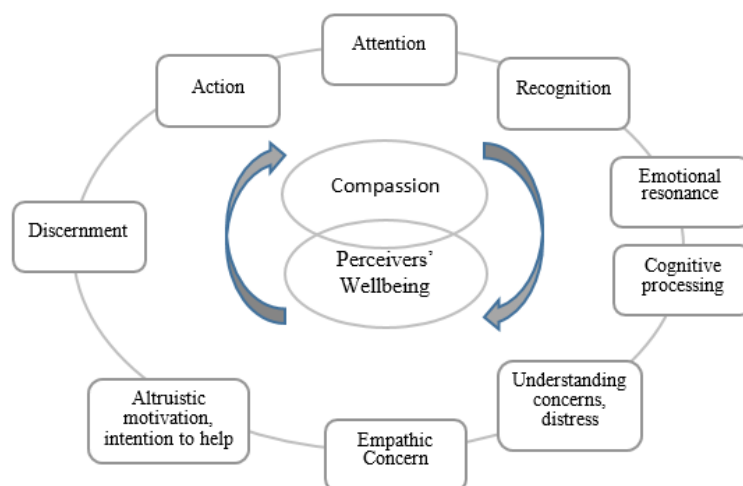 Attention
Action
Recognition
Emotional
resonance
Compassion
Discernment
Perceivers'
Wellbeing
Cognitive
processing
Understanding
concerns,
distress
Altruistic
motivation,
intention to help
Empathic
Concern